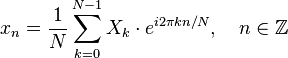 x_n = \frac{1}{N} \sum_{k=0}^{N-1} X_k \cdot e^{i2\pi kn/N}, \quad n \in \mathbb{Z}